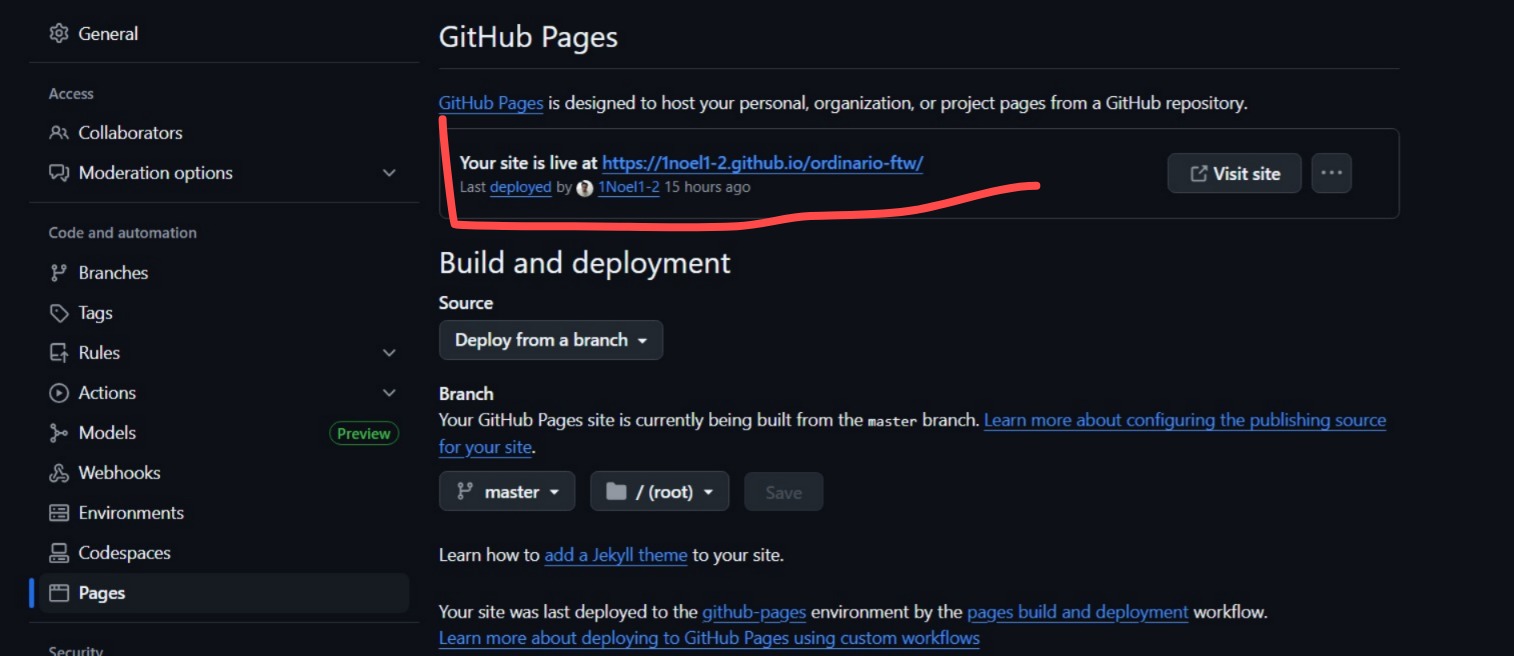 General
Access
Collaborators
Moderation options
Code and automation
Branches
Tags
Rules
Actions
Models Preview
Webhooks
Environments
Codespaces
Pages
Security
GitHub Pages
GitHub Pages is designed to host your personal, organization, or project pages from a GitHub repository.
Your site is live at https://1noel1-2.github.io/ordinario-ftw/
Last deployed by 1Noel1-2 15 hours ago
Visit site
Build and deployment
Source
Deploy from a branch
Branch
Your GitHub Pages site is currently being built from the master branch. Learn more about configuring the publishing source
for your site.
master / (root) Save
Learn how to add a Jekyll theme to your site.
Your site was last deployed to the github-pages environment by the pages build and deployment workflow.
Learn more about deploying to GitHub Pages using custom workflows